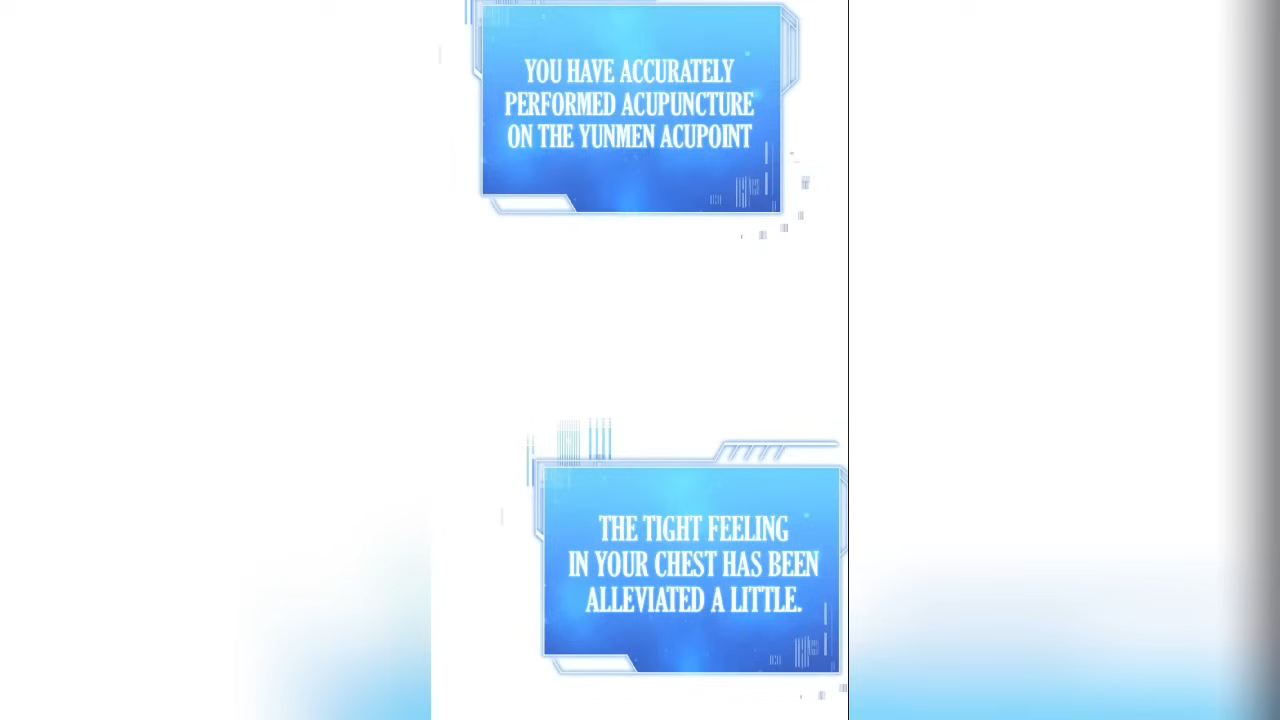 YOU HAVE ACCURATELY
PERFORMED ACUPUNCTURE
ON THE YUNMEN ACUPOINT
THE TIGHT FEELING
IN YOUR CHEST HAS BEEN
ALLEVIATED A LITTLE.